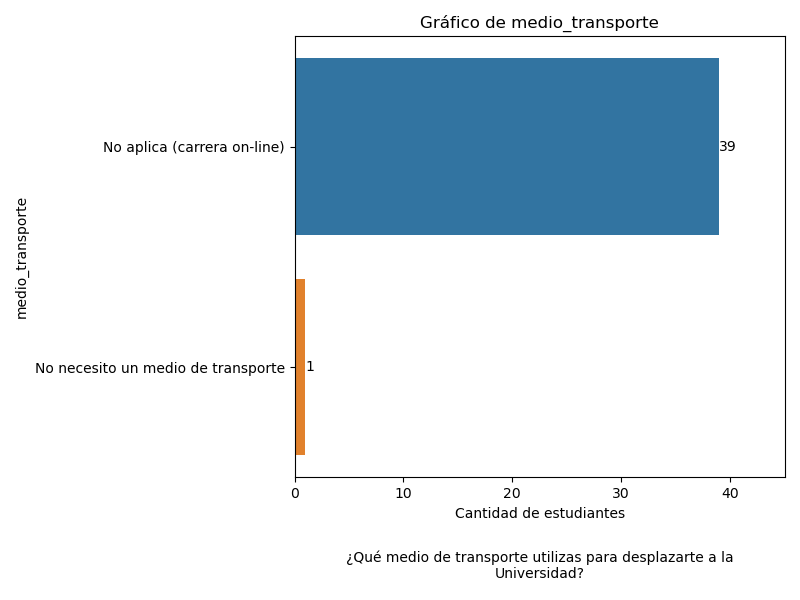 Gráfico de medio_transporte
medio_transporte
No aplica (carrera on-line)
39
No necesito un medio de transporte
1
0 10 20 30 40
Cantidad de estudiantes
¿Qué medio de transporte utilizas para desplazarte a la
Universidad?